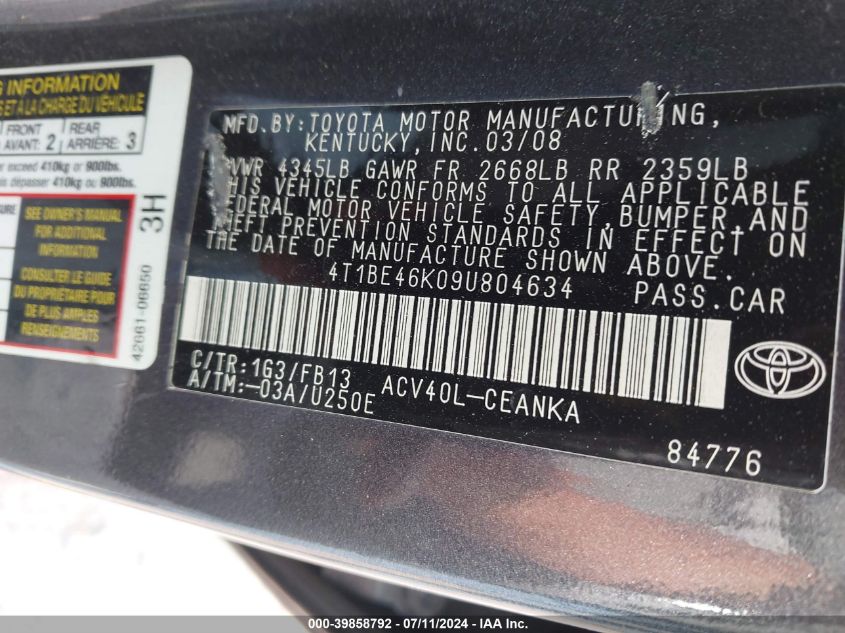 G INFORMATION
S ET À LA CHARGE DU VÉHICULE
FRONT
AVANT: 2
REAR
ARRIÈRE: 3
exceed 410kg or 900lbs.
dépasser 410kg ou 900lbs.
SEE OWNER'S MANUAL
FOR ADDITIONAL
INFORMATION
CONSULTER LE GUIDE
DU PROPRIÉTAIRE POUR
DE PLUS AMPLES
RENSEIGNEMENTS
3H
42661-06650
MFD.BY:TOYOTA MOTOR MANUFACTURING,
KENTUCKY, INC. 03/08
GVWR 4345LB GAWR FR 2668LB RR 2359LB
THIS VEHICLE CONFORMS TO ALL APPLICABLE
FEDERAL MOTOR VEHICLE SAFETY,BUMPER,AND
THEFT PREVENTION STANDARDS IN EFFECT ON
THE DATE OF MANUFACTURE SHOWN ABOVE.
4T1BE46K09U804634 PASS.CAR
C/TR:1G3/FB13 ACV40L-CEANKA
A/TM:-03A/U250E
TOYOTA
84776
000-39858792 - 07/11/2024 - IAA Inc.